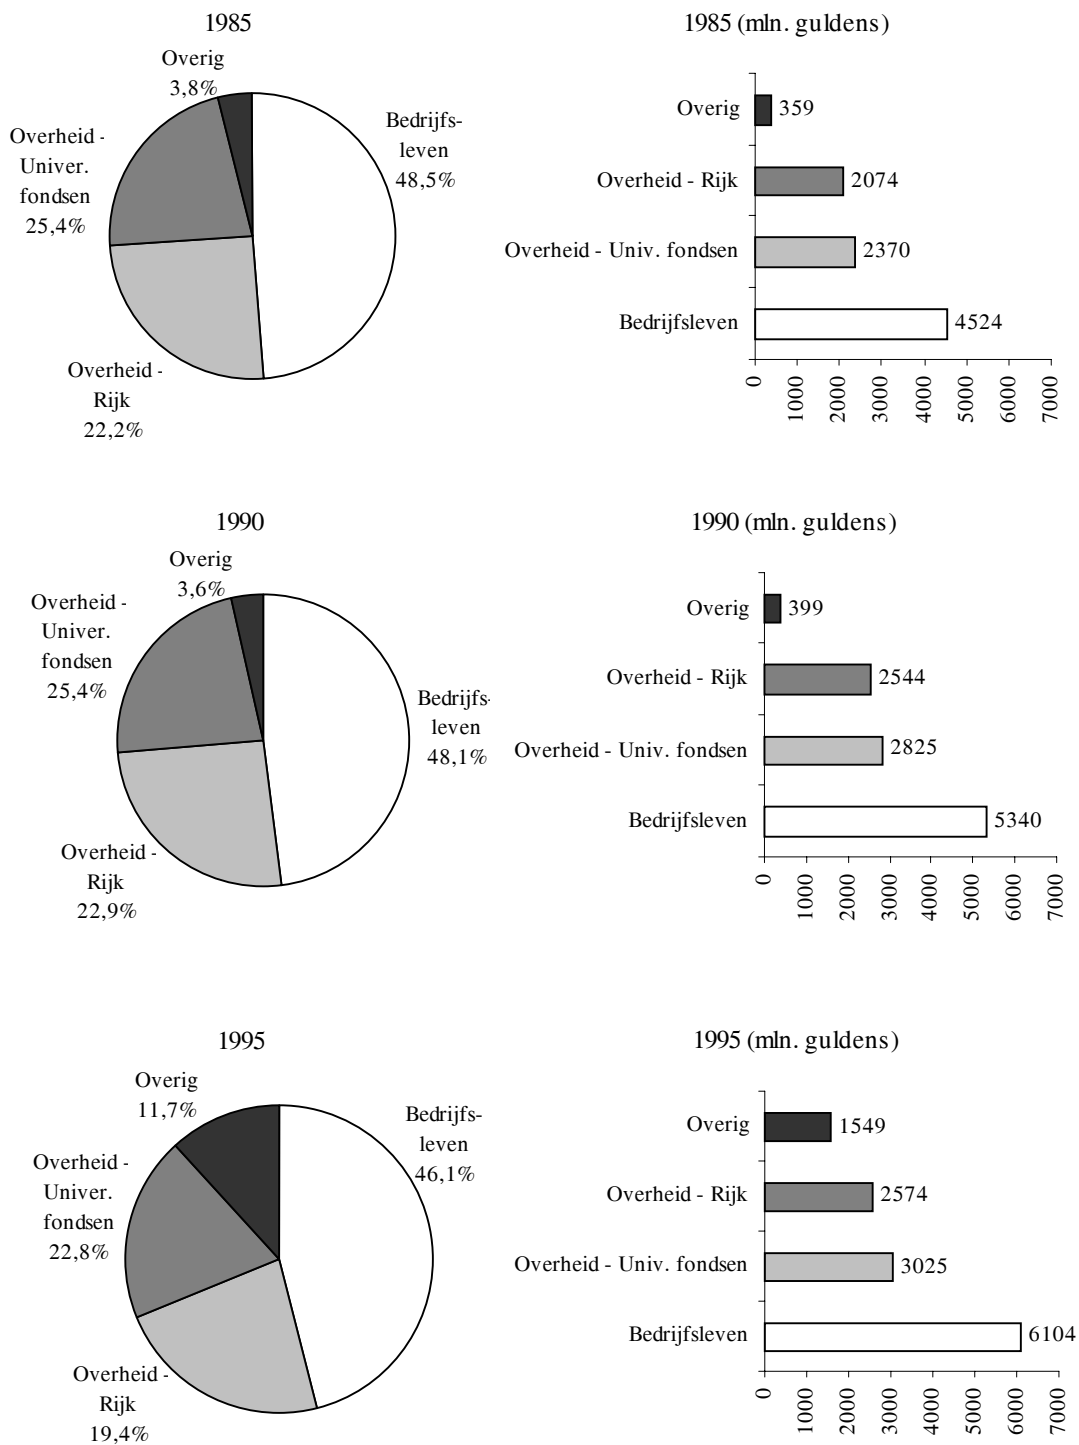 1985
Overig
3,8%
Bedrijfs-
leven
48,5%
Overheid -
Univer.
fondsen
25,4%
Overheid -
Rijk
22,2%
1985 (mln. guldens)
Overig
359
Overheid - Rijk
2074
Overheid - Univ. fondsen
2370
Bedrijfsleven
4524
0
1000
2000
3000
4000
5000
6000
7000
1990
Overig
3,6%
Overheid -
Univer.
fondsen
25,4%
Bedrijfs-
leven
48,1%
Overheid -
Rijk
22,9%
1990 (mln. guldens)
Overig
399
Overheid - Rijk
2544
Overheid - Univ. fondsen
2825
Bedrijfsleven
5340
0
1000
2000
3000
4000
5000
6000
7000
1995
Overig
11,7%
Bedrijfs-
leven
46,1%
Overheid -
Univer.
fondsen
22,8%
Overheid -
Rijk
19,4%
1995 (mln. guldens)
Overig
1549
Overheid - Rijk
2574
Overheid - Univ. fondsen
3025
Bedrijfsleven
6104
0
1000
2000
3000
4000
5000
6000
7000